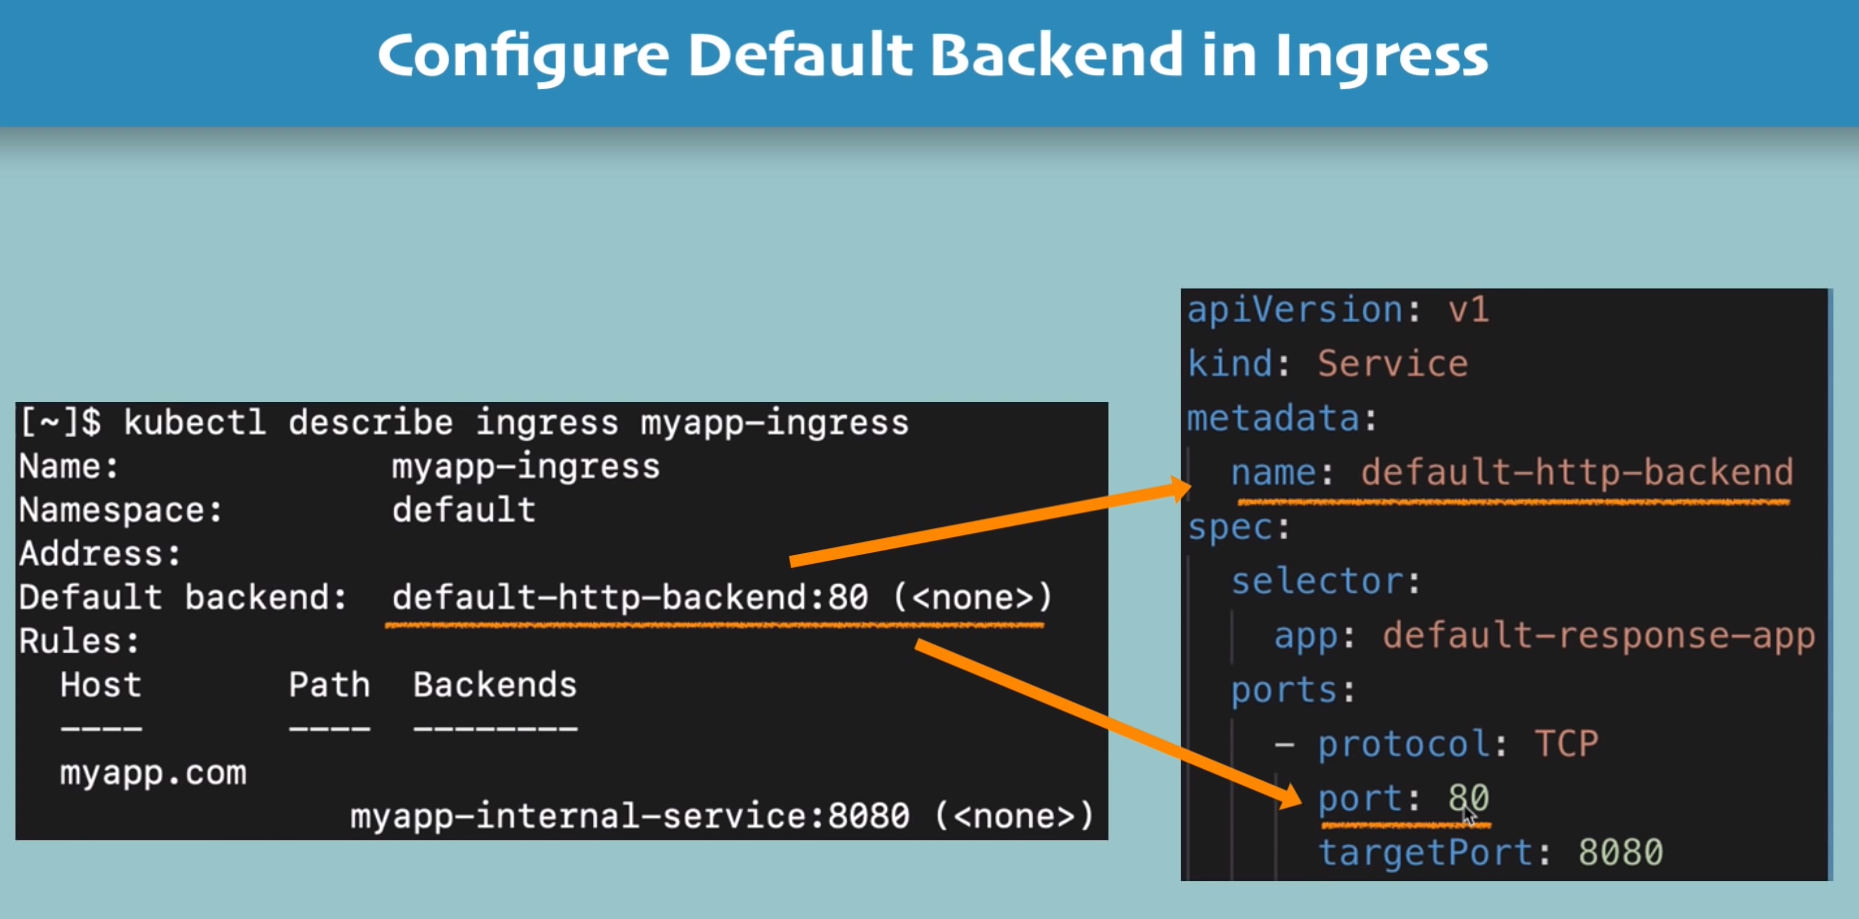 Configure Default Backend in Ingress
[~]$ kubectl describe ingress myapp-ingress
Name:             myapp-ingress
Namespace:        default
Address:
Default backend:  default-http-backend:80 (<none>)
Rules:
  Host       Path  Backends
  ----       ----  --------
  myapp.com
                myapp-internal-service:8080 (<none>)
apiVersion: v1
kind: Service
metadata:
  name: default-http-backend
spec:
  selector:
    app: default-response-app
  ports:
    - protocol: TCP
      port: 80
      targetPort: 8080